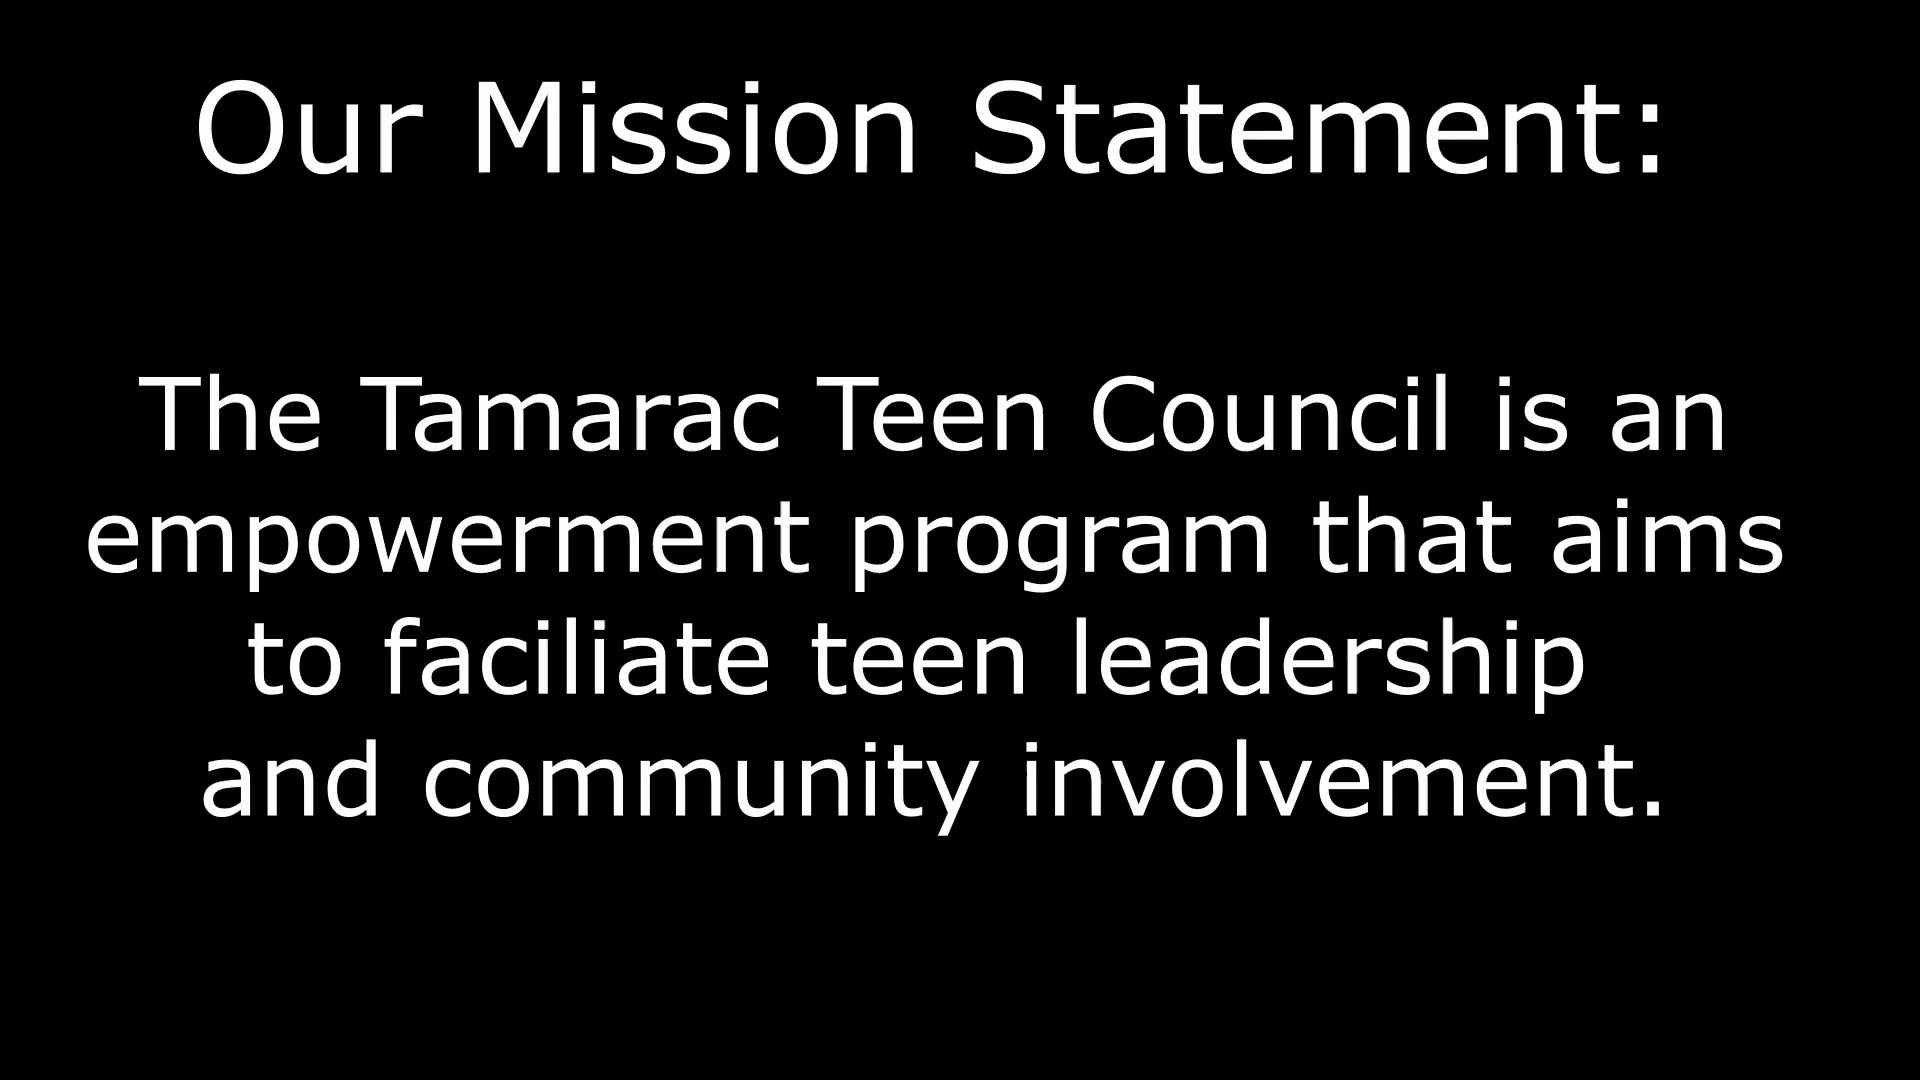 Our Mission Statement:
The Tamarac Teen Council is an
empowerment program that aims
to faciliate teen leadership
and community involvement.